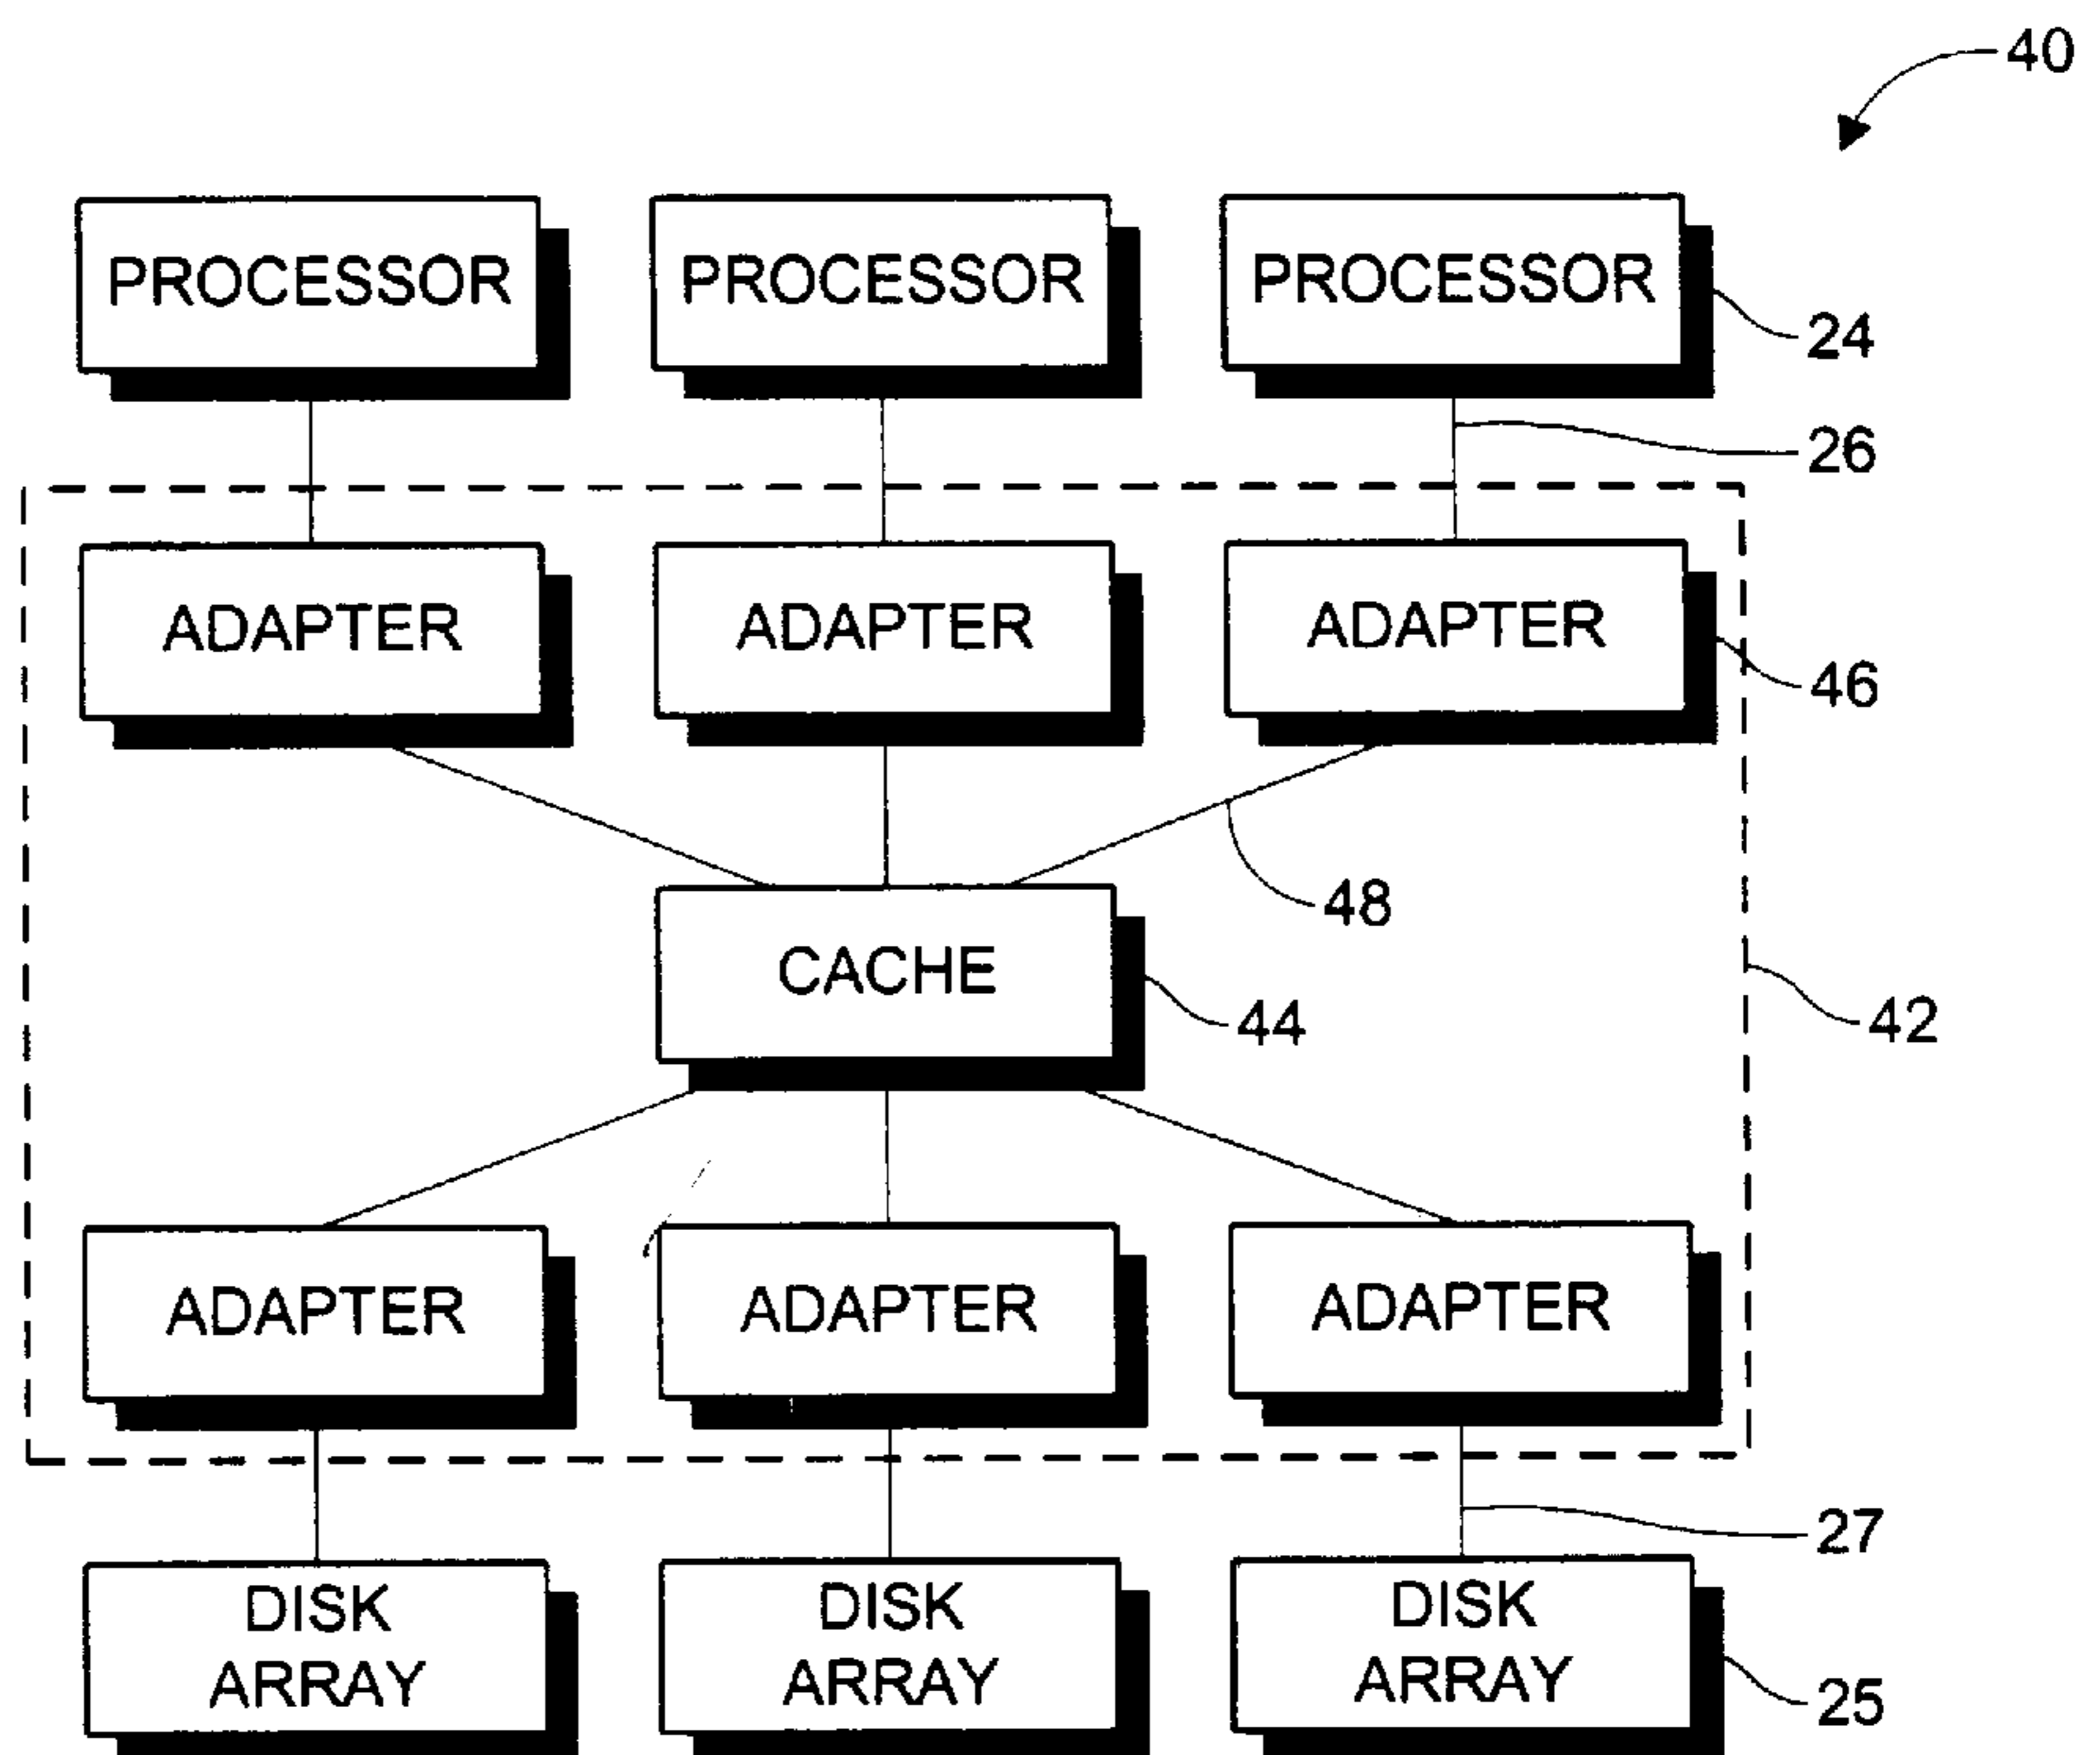 40
PROCESSOR PROCESSOR PROCESSOR
24
26
ADAPTER ADAPTER ADAPTER
46
48
CACHE
44
42
ADAPTER ADAPTER ADAPTER
27
DISK ARRAY DISK ARRAY DISK ARRAY
25